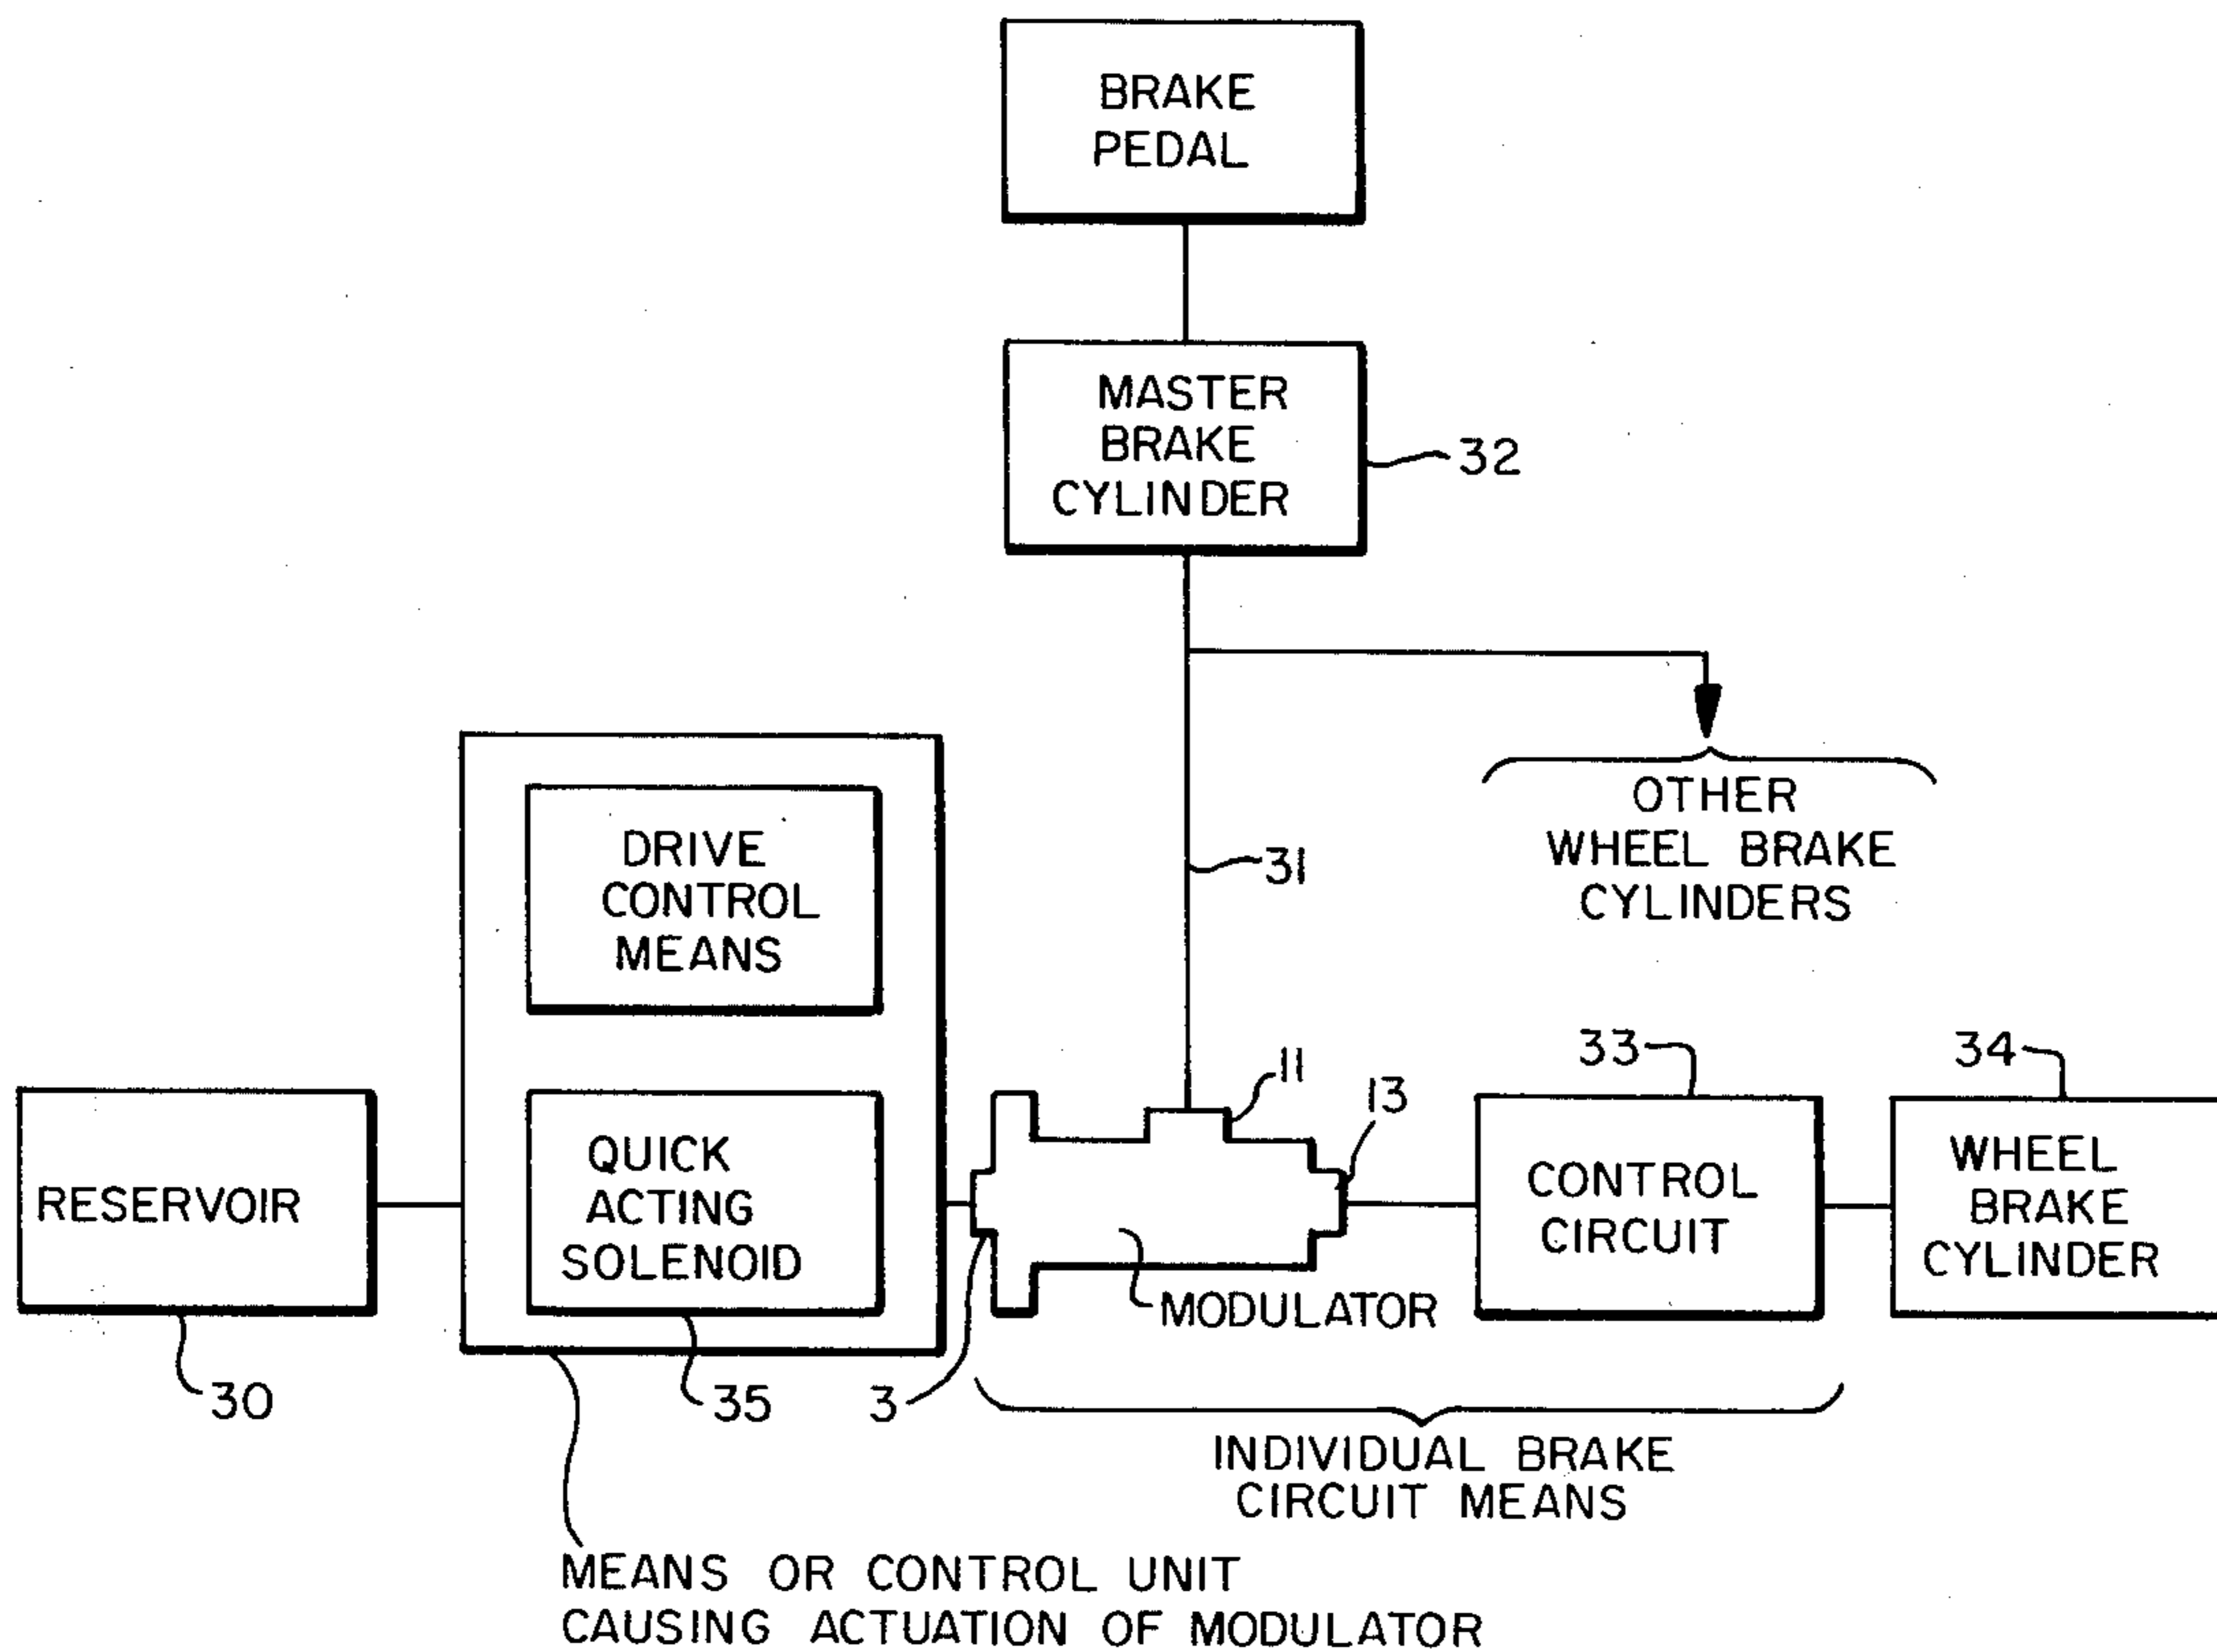 BRAKE
PEDAL
MASTER
BRAKE
CYLINDER
32
OTHER
WHEEL BRAKE
CYLINDERS
31
DRIVE
CONTROL
MEANS
33
34
11
13
RESERVOIR
QUICK
ACTING
SOLENOID
CONTROL
CIRCUIT
WHEEL
BRAKE
CYLINDER
MODULATOR
30
35
3
INDIVIDUAL BRAKE
CIRCUIT MEANS
MEANS OR CONTROL UNIT
CAUSING ACTUATION OF MODULATOR